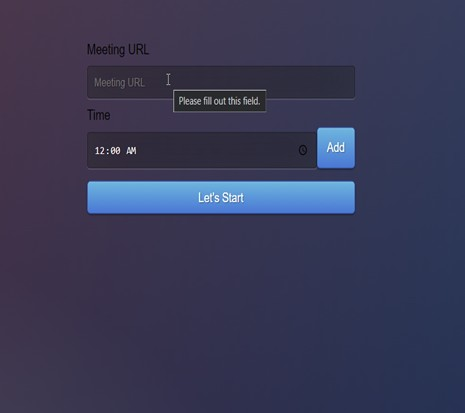 Meeting URL
Meeting URL
Please fill out this field.
Time
12:00 AM
Add
Let's Start